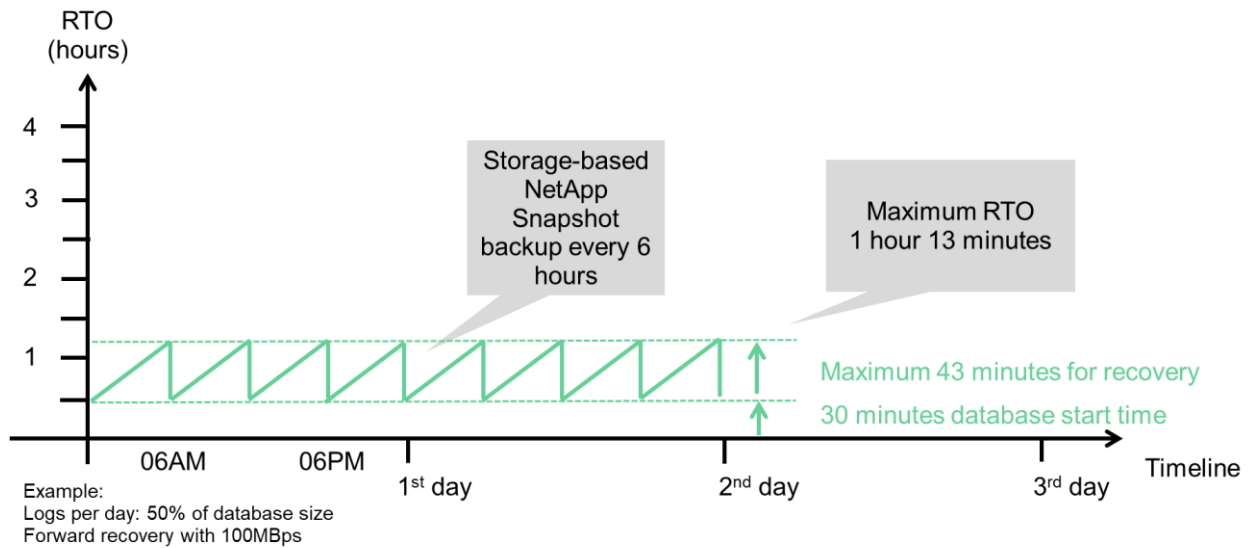 RTO
(hours)
4
3
2
1
Storage-based
NetApp
Snapshot
backup every 6
hours
Maximum RTO
1 hour 13 minutes
Maximum 43 minutes for recovery
30 minutes database start time
06AM
06PM
1st day
2nd day
3rd day
Timeline
Example:
Logs per day: 50% of database size
Forward recovery with 100MBps